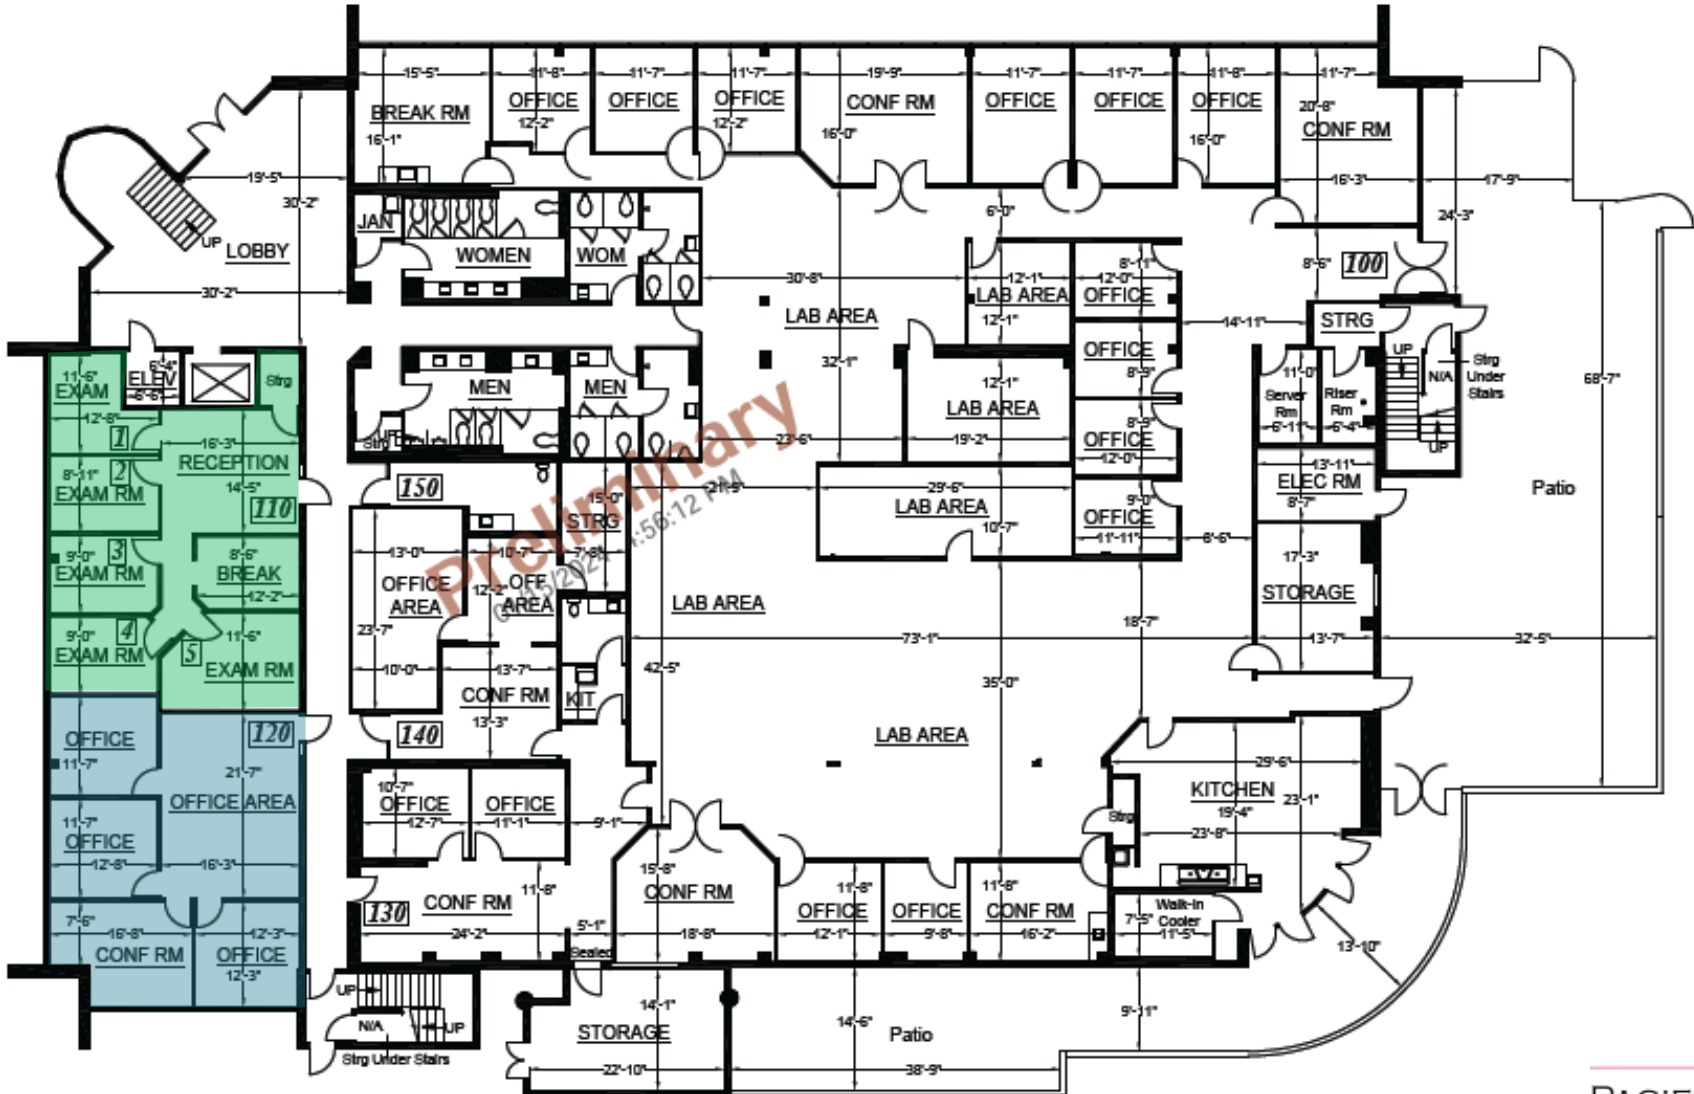 15'-5"
11'-8"
11'-7"
11'-7"
19'-9"
11'-7"
11'-7"
11'-8"
11'-7"
BREAK RM
16'-1"
OFFICE
12'-2"
OFFICE
OFFICE
12'-2"
CONF RM
16'-0"
OFFICE
OFFICE
OFFICE
16'-0"
20'-8"
CONF RM
16'-3"
17'-9"
24'-3"
19'-5"
30'-2"
UP
LOBBY
30'-2"
JAN
WOMEN
WOM
6'-0"
30'-8"
LAB AREA
32'-1"
12'-1"
LAB AREA
12'-1"
8'-11"
12'-0"
OFFICE
8'-6"
100
14'-11"
STRG
OFFICE
8'-9"
UP
N/A
UP
Strg
Under
Stairs
68'-7"
11'-6"
EXAM
12'-8"
6'-4"
ELEV
6'-6"
Strg
MEN
MEN
Strg
12'-1"
LAB AREA
19'-2"
23'-6"
8'-9"
OFFICE
12'-0"
11'-0"
Server
Rm
6'-11"
Riser
Rm
6'-4"
1
16'-3"
RECEPTION
14'-5"
110
8'-11"
2
EXAM RM
150
15'-0"
STRG
7'-8"
21'-9"
29'-6"
LAB AREA
10'-7"
9'-0"
OFFICE
11'-11"
6'-6"
13'-11"
ELEC RM
8'-7"
Patio
Preliminary
4:56:12 PM
9'-0"
3
EXAM RM
8'-6"
BREAK
12'-2"
13'-0"
OFFICE
AREA
23'-7"
10'-0"
10'-7"
12'-2"
OFF
AREA
LAB AREA
17'-3"
STORAGE
13'-7"
9'-0"
4
EXAM RM
5
11'-6"
EXAM RM
13'-7"
CONF RM
13'-3"
KIT
42'-5"
73'-1"
18'-7"
35'-0"
32'-5"
OFFICE
11'-7"
120
21'-7"
OFFICE AREA
16'-3"
140
LAB AREA
29'-6"
KITCHEN
19'-4"
23'-1"
23'-8"
Strg
11'-7"
OFFICE
12'-8"
10'-7"
OFFICE
12'-7"
OFFICE
11'-1"
9'-1"
7'-6"
16'-8"
CONF RM
12'-3"
OFFICE
12'-3"
130
CONF RM
24'-2"
11'-8"
5'-1"
Sealed
15'-8"
CONF RM
18'-8"
11'-8"
OFFICE
12'-1"
OFFICE
9'-8"
11'-8"
CONF RM
16'-2"
Walk-In
Cooler
7'-5"
11'-5"
13'-10"
UP
N/A
UP
Strg Under Stairs
14'-1"
STORAGE
22'-10"
14'-6"
Patio
38'-9"
9'-11"